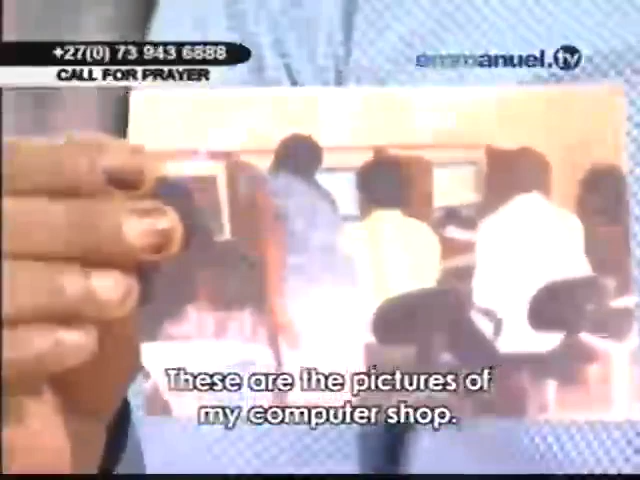 +27(0) 73 943 6888
CALL FOR PRAYER
emmanuel.tv
These are the pictures of
my computer shop.